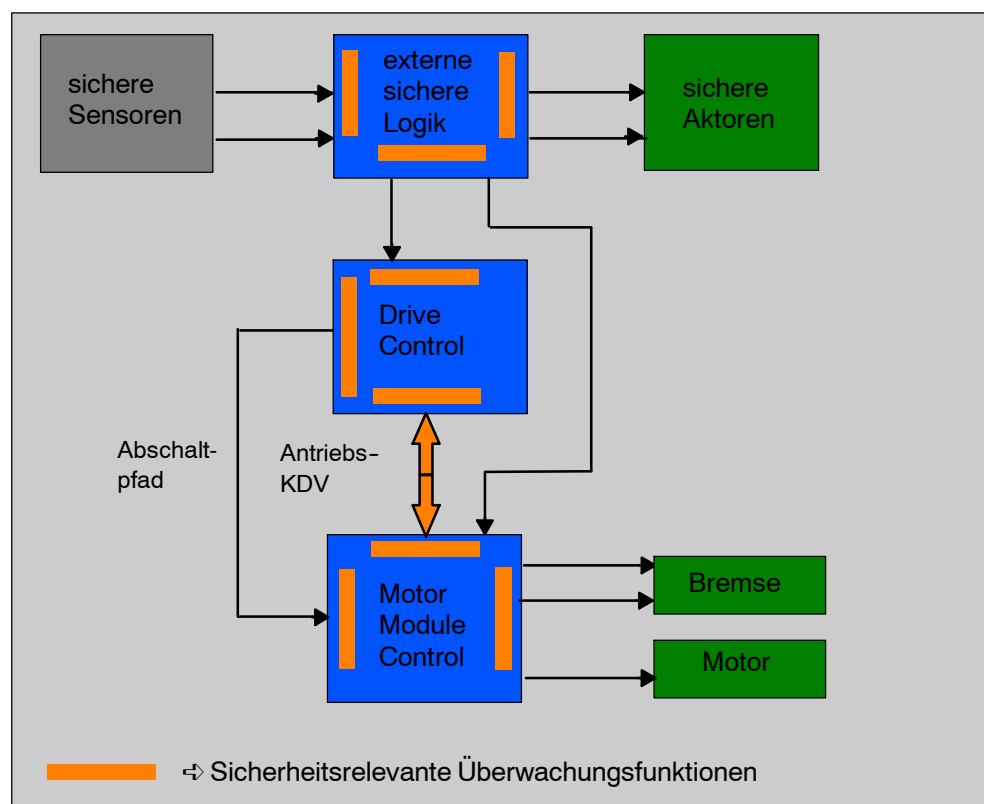 sichere
Sensoren
externe
sichere
Logik
sichere
Aktoren
Drive
Control
Abschalt-
pfad
Antriebs-
KDV
Motor
Module
Control
Bremse
Motor
➪ Sicherheitsrelevante Überwachungsfunktionen